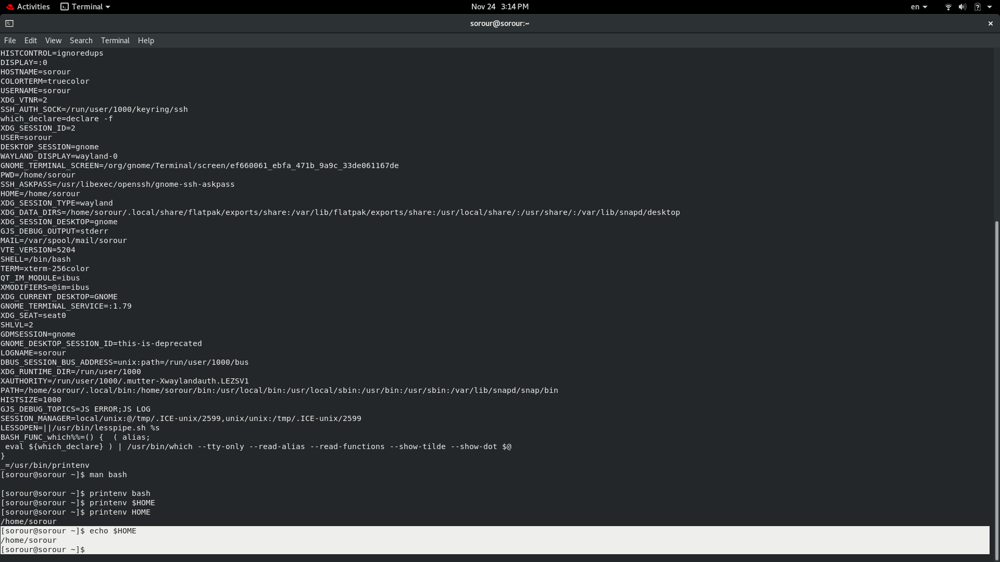 Activities Terminal Nov 24 3:14 PM en
sorour@sorour:~
File Edit View Search Terminal Help
HISTCONTROL=ignoredups
DISPLAY=:0
HOSTNAME=sorour
COLORTERM=truecolor
USERNAME=sorour
XDG_VTNR=2
SSH_AUTH_SOCK=/run/user/1000/keyring/ssh
which_declare=declare -f
XDG_SESSION_ID=2
USER=sorour
DESKTOP_SESSION=gnome
WAYLAND_DISPLAY=wayland-0
GNOME_TERMINAL_SCREEN=/org/gnome/Terminal/screen/ef660061_ebfa_471b_9a9c_33de061167de
PWD=/home/sorour
SSH_ASKPASS=/usr/libexec/openssh/gnome-ssh-askpass
HOME=/home/sorour
XDG_SESSION_TYPE=wayland
XDG_DATA_DIRS=/home/sorour/.local/share/flatpak/exports/share:/var/lib/flatpak/exports/share:/usr/local/share/:/usr/share/:/var/lib/snapd/desktop
XDG_SESSION_DESKTOP=gnome
GJS_DEBUG_OUTPUT=stderr
MAIL=/var/spool/mail/sorour
VTE_VERSION=5204
SHELL=/bin/bash
TERM=xterm-256color
QT_IM_MODULE=ibus
XMODIFIERS=@im=ibus
XDG_CURRENT_DESKTOP=GNOME
GNOME_TERMINAL_SERVICE=:1.79
XDG_SEAT=seat0
SHLVL=2
GDMSESSION=gnome
GNOME_DESKTOP_SESSION_ID=this-is-deprecated
LOGNAME=sorour
DBUS_SESSION_BUS_ADDRESS=unix:path=/run/user/1000/bus
XDG_RUNTIME_DIR=/run/user/1000
XAUTHORITY=/run/user/1000/.mutter-Xwaylandauth.LEZSV1
PATH=/home/sorour/.local/bin:/home/sorour/bin:/usr/local/bin:/usr/local/sbin:/usr/bin:/usr/sbin:/var/lib/snapd/snap/bin
HISTSIZE=1000
GJS_DEBUG_TOPICS=JS ERROR;JS LOG
SESSION_MANAGER=local/unix:@/tmp/.ICE-unix/2599,unix/unix:/tmp/.ICE-unix/2599
LESSOPEN=||/usr/bin/lesspipe.sh %s
BASH_FUNC_which%%=() {  ( alias;
 eval ${which_declare} ) | /usr/bin/which --tty-only --read-alias --read-functions --show-tilde --show-dot $@
}
_=/usr/bin/printenv
[sorour@sorour ~]$ man bash
[sorour@sorour ~]$ printenv bash
[sorour@sorour ~]$ printenv $HOME
[sorour@sorour ~]$ printenv HOME
/home/sorour
[sorour@sorour ~]$ echo $HOME
/home/sorour
[sorour@sorour ~]$